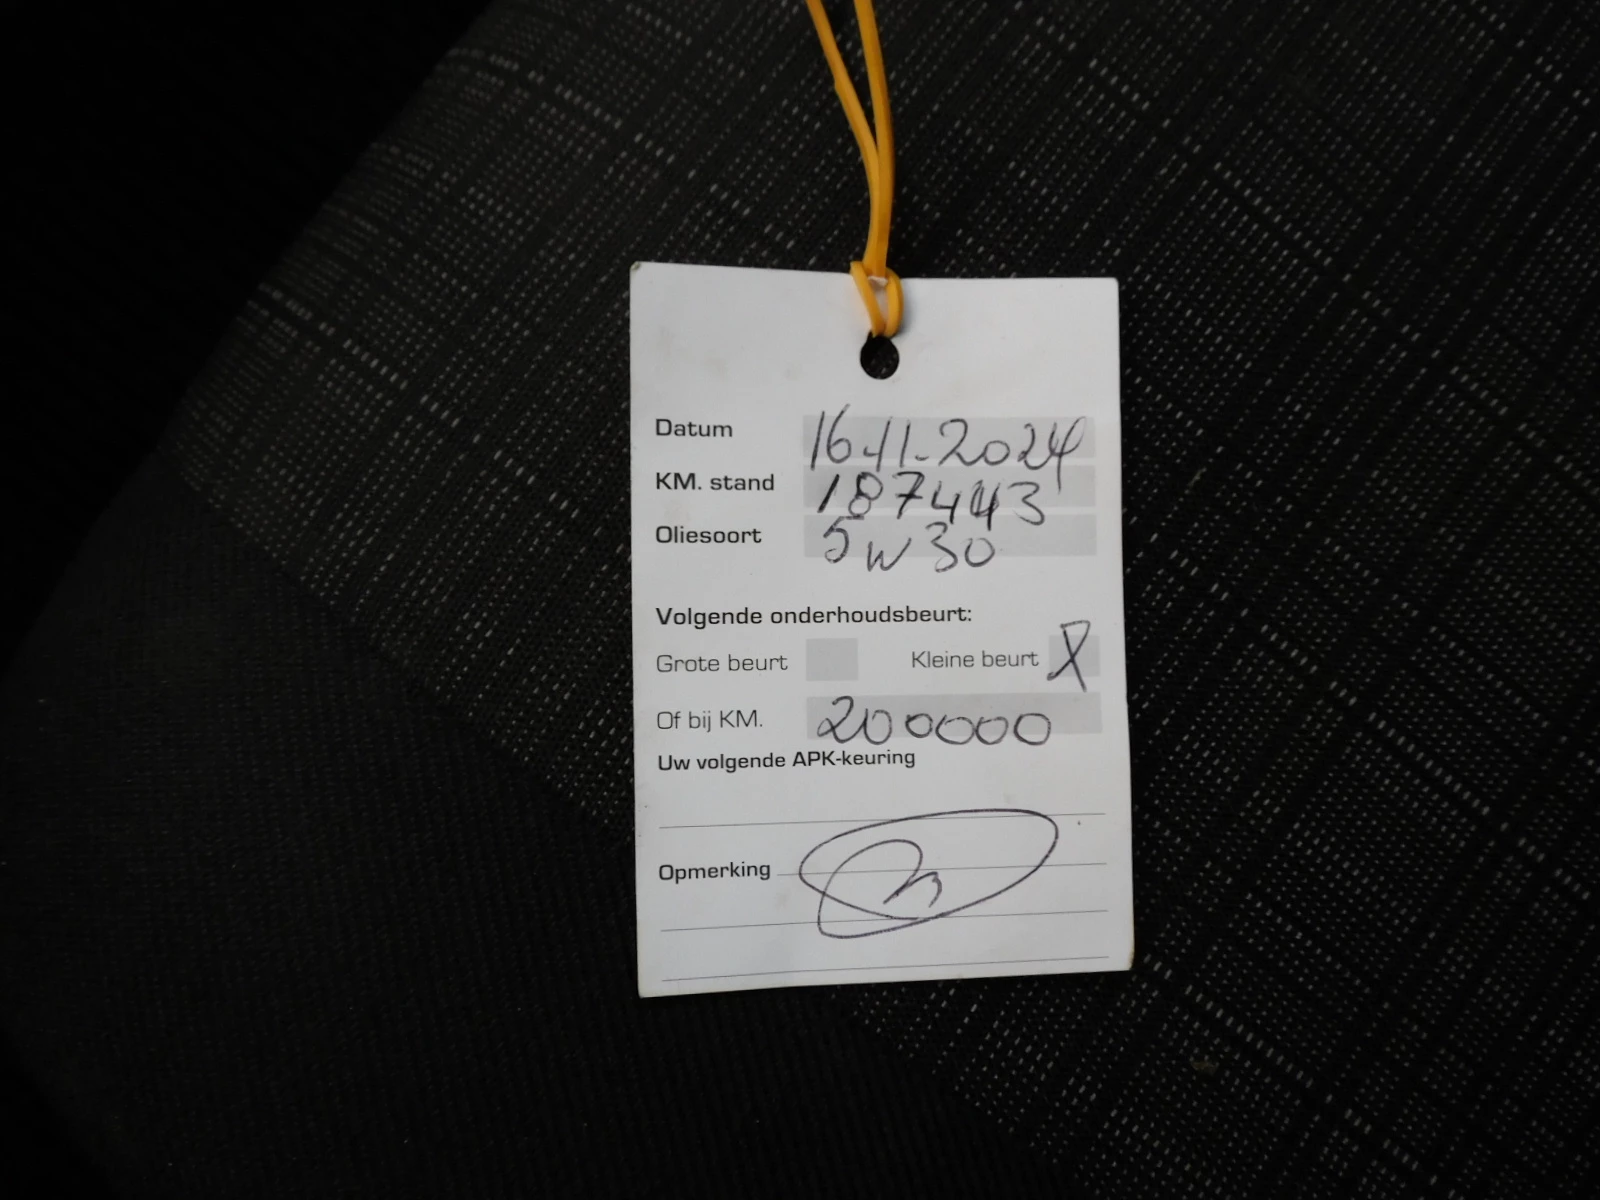 Datum 16-11-2024
KM. stand 187443
Oliesoort 5w30
Volgende onderhoudsbeurt:
Grote beurt Kleine beurt X
Of bij KM. 200000
Uw volgende APK-keuring
Opmerking